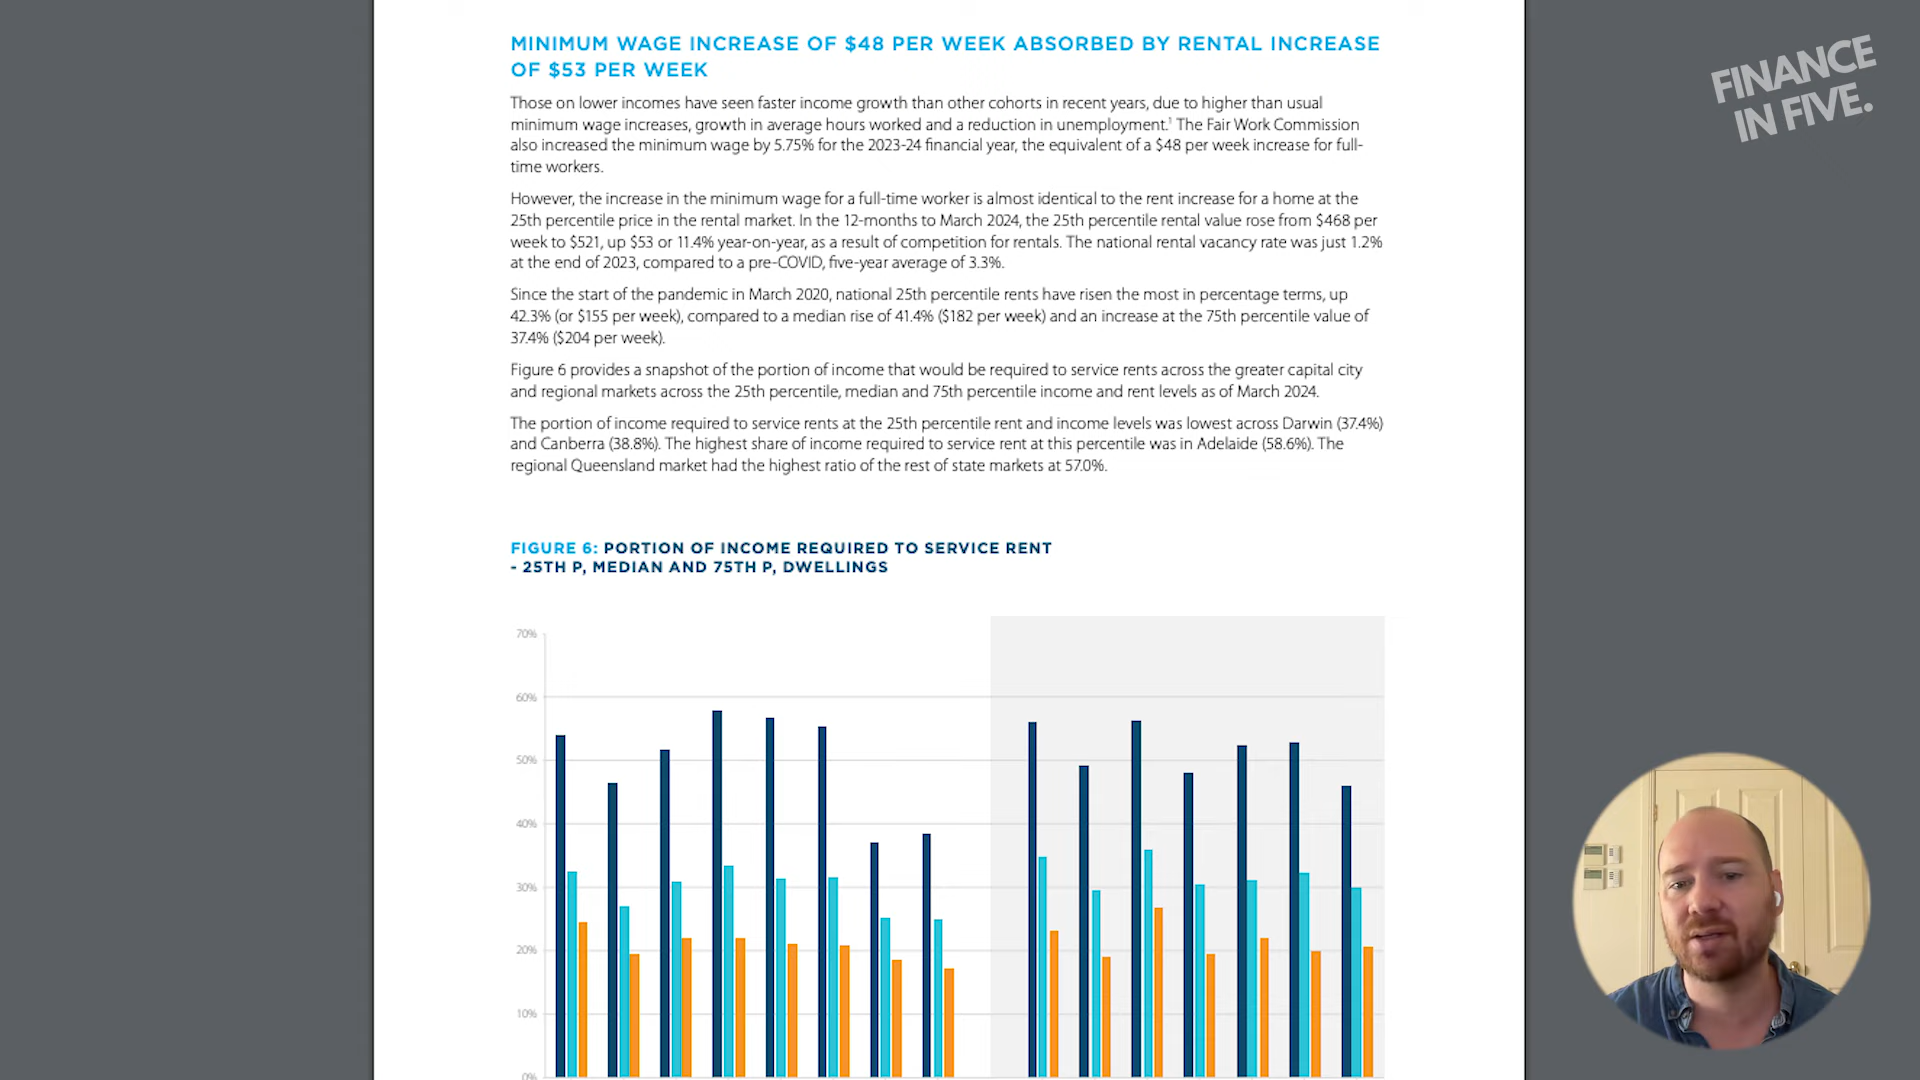 MINIMUM WAGE INCREASE OF $48 PER WEEK ABSORBED BY RENTAL INCREASE
OF $53 PER WEEK
Those on lower incomes have seen faster income growth than other cohorts in recent years, due to higher than usual
minimum wage increases, growth in average hours worked and a reduction in unemployment.¹ The Fair Work Commission
also increased the minimum wage by 5.75% for the 2023-24 financial year, the equivalent of a $48 per week increase for full-
time workers.
However, the increase in the minimum wage for a full-time worker is almost identical to the rent increase for a home at the
25th percentile price in the rental market. In the 12-months to March 2024, the 25th percentile rental value rose from $468 per
week to $521, up $53 or 11.4% year-on-year, as a result of competition for rentals. The national rental vacancy rate was just 1.2%
at the end of 2023, compared to a pre-COVID, five-year average of 3.3%.
Since the start of the pandemic in March 2020, national 25th percentile rents have risen the most in percentage terms, up
42.3% (or $155 per week), compared to a median rise of 41.4% ($182 per week) and an increase at the 75th percentile value of
37.4% ($204 per week).
Figure 6 provides a snapshot of the portion of income that would be required to service rents across the greater capital city
and regional markets across the 25th percentile, median and 75th percentile income and rent levels as of March 2024.
The portion of income required to service rents at the 25th percentile rent and income levels was lowest across Darwin (37.4%)
and Canberra (38.8%). The highest share of income required to service rent at this percentile was in Adelaide (58.6%). The
regional Queensland market had the highest ratio of the rest of state markets at 57.0%.
FIGURE 6: PORTION OF INCOME REQUIRED TO SERVICE RENT
- 25TH P, MEDIAN AND 75TH P, DWELLINGS
70%
60%
50%
40%
30%
20%
10%
0%
FINANCE
IN FIVE.